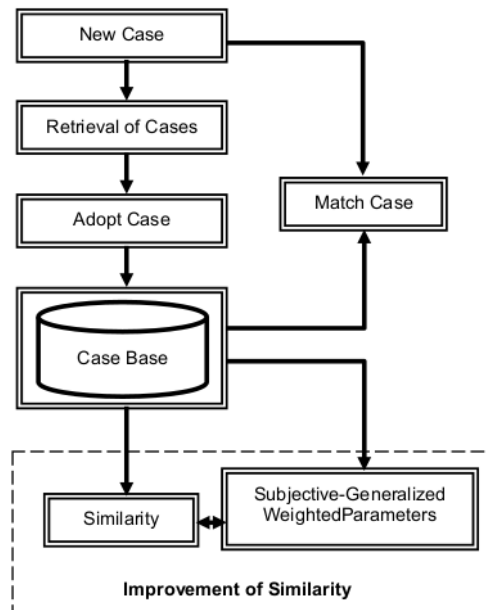 New Case
Retrieval of Cases
Adopt Case
Match Case
Case Base
Similarity
Subjective-Generalized
WeightedParameters
Improvement of Similarity